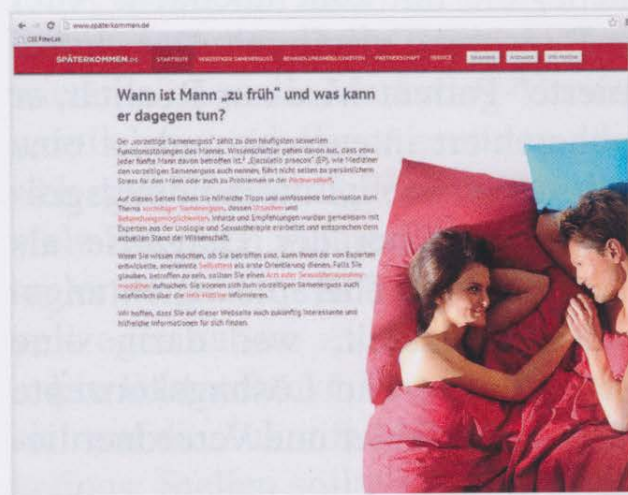 www.späterkommen.de
CSS FilterLab
SPÄTERKOMMEN.DE STARTSEITE VORZEITIGER SAMENERGUSS BEHANDLUNGSMÖGLICHKEITEN PARTNERSCHAFT SERVICE
Wann ist Mann „zu früh“ und was kann
er dagegen tun?
Der „vorzeitige Samenerguss“ zählt zu den häufigsten sexuellen
Funktionsstörungen des Mannes. Wissenschaftler gehen davon aus, dass etwa
jeder fünfte Mann davon betroffen ist.¹ „Ejaculatio praecox“ (EP), wie Mediziner
den vorzeitigen Samenerguss auch nennen, führt nicht selten zu persönlichem
Stress für den Mann oder auch zu Problemen in der Partnerschaft.
Auf diesen Seiten finden Sie hilfreiche Tipps und umfassende Information zum
Thema vorzeitiger Samenerguss, dessen Ursachen und
Behandlungsmöglichkeiten. Inhalte und Empfehlungen wurden gemeinsam mit
Experten aus der Urologie und Sexualtherapie erarbeitet und entsprechen dem
aktuellen Stand der Wissenschaft.
Wenn Sie wissen möchten, ob Sie betroffen sind, kann Ihnen der von Experten
entwickelte, anerkannte Selbsttest als erste Orientierung dienen. Falls Sie
glauben, betroffen zu sein, sollten Sie einen Arzt oder
aufsuchen. Sie können sich zum vorzeitigen Samenerguss auch
telefonisch über die Info-Hotline informieren.
Wir hoffen, dass Sie auf dieser Webseite auch zukünftig interessante und
hilfreiche Informationen für sich finden.